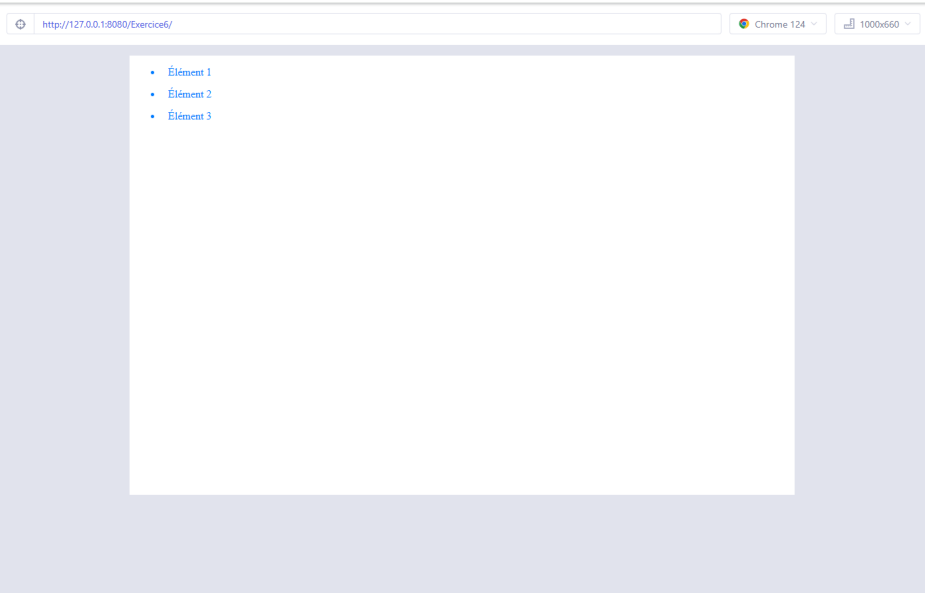 http://127.0.0.1:8080/Exercice6/ Chrome 124 1000x660
Élément 1
Élément 2
Élément 3